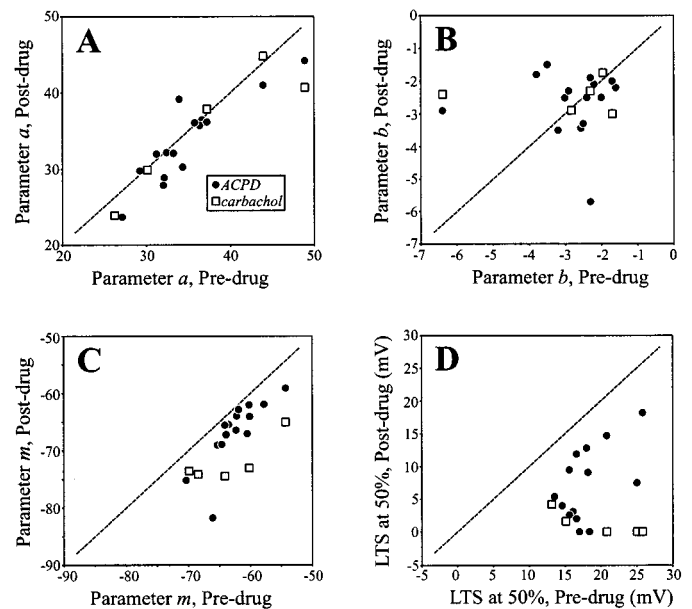 A
Parameter a, Post-drug
50
40
30
20
ACPD
carbachol
20 30 40 50
Parameter a, Pre-drug
B
Parameter b, Post-drug
0
-1
-2
-3
-4
-5
-6
-7
-7 -6 -5 -4 -3 -2 -1 0
Parameter b, Pre-drug
C
Parameter m, Post-drug
-50
-60
-70
-80
-90
-90 -80 -70 -60 -50
Parameter m, Pre-drug
D
LTS at 50%, Post-drug (mV)
30
25
20
15
10
5
0
-5
-5 0 5 10 15 20 25 30
LTS at 50%, Pre-drug (mV)